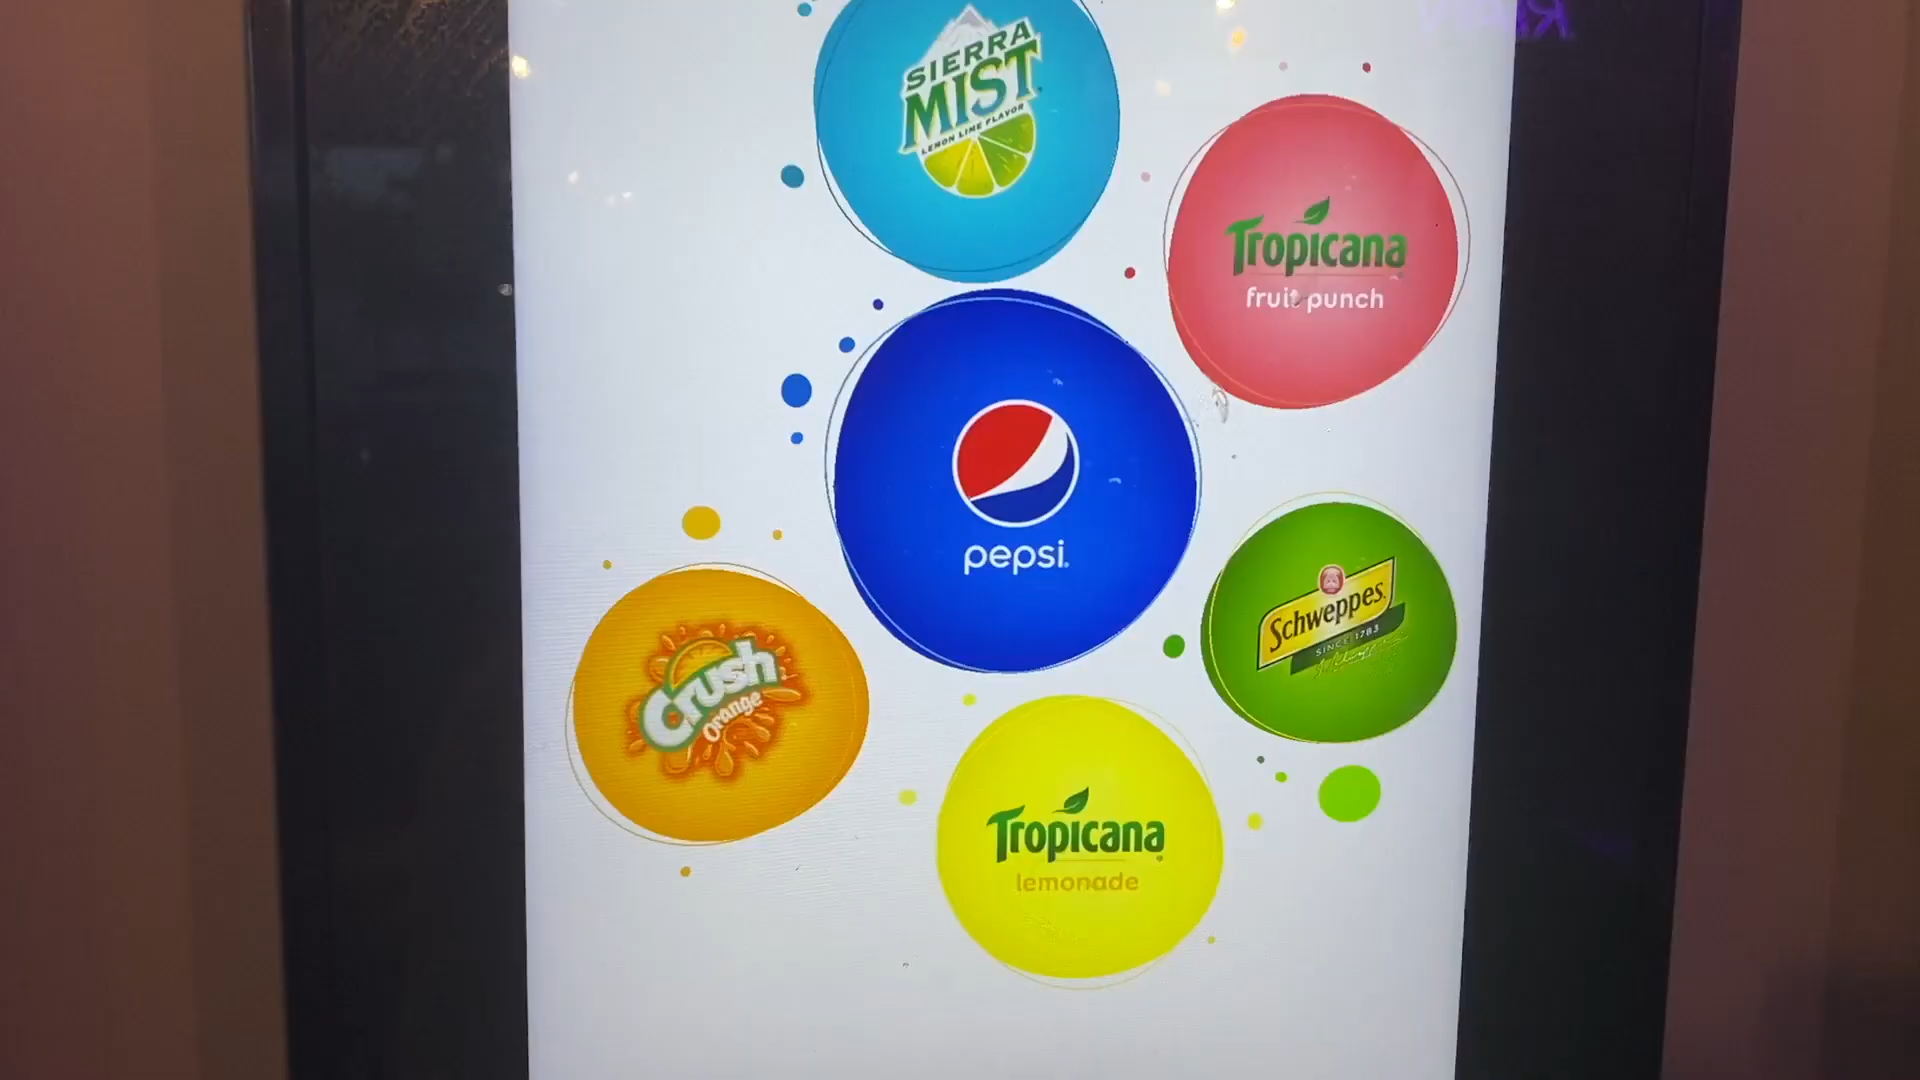 SIERRA
MIST
LEMON LIME FLAVOR
Tropicana
fruit punch
pepsi
Schweppes
SINCE 1783
Crush
Orange
Tropicana
lemonade